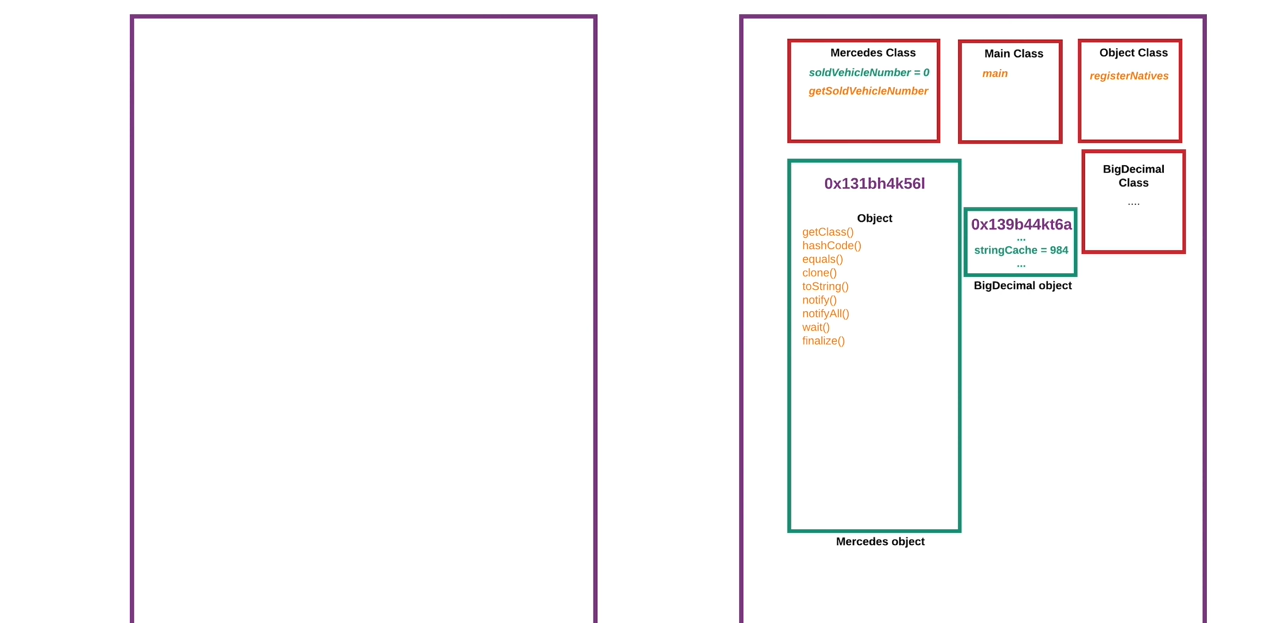 Mercedes Class
soldVehicleNumber = 0
getSoldVehicleNumber
Main Class
main
Object Class
registerNatives
0x131bh4k56l
Object
getClass()
hashCode()
equals()
clone()
toString()
notify()
notifyAll()
wait()
finalize()
Mercedes object
0x139b44kt6a
...
stringCache = 984
...
BigDecimal object
BigDecimal
Class
....